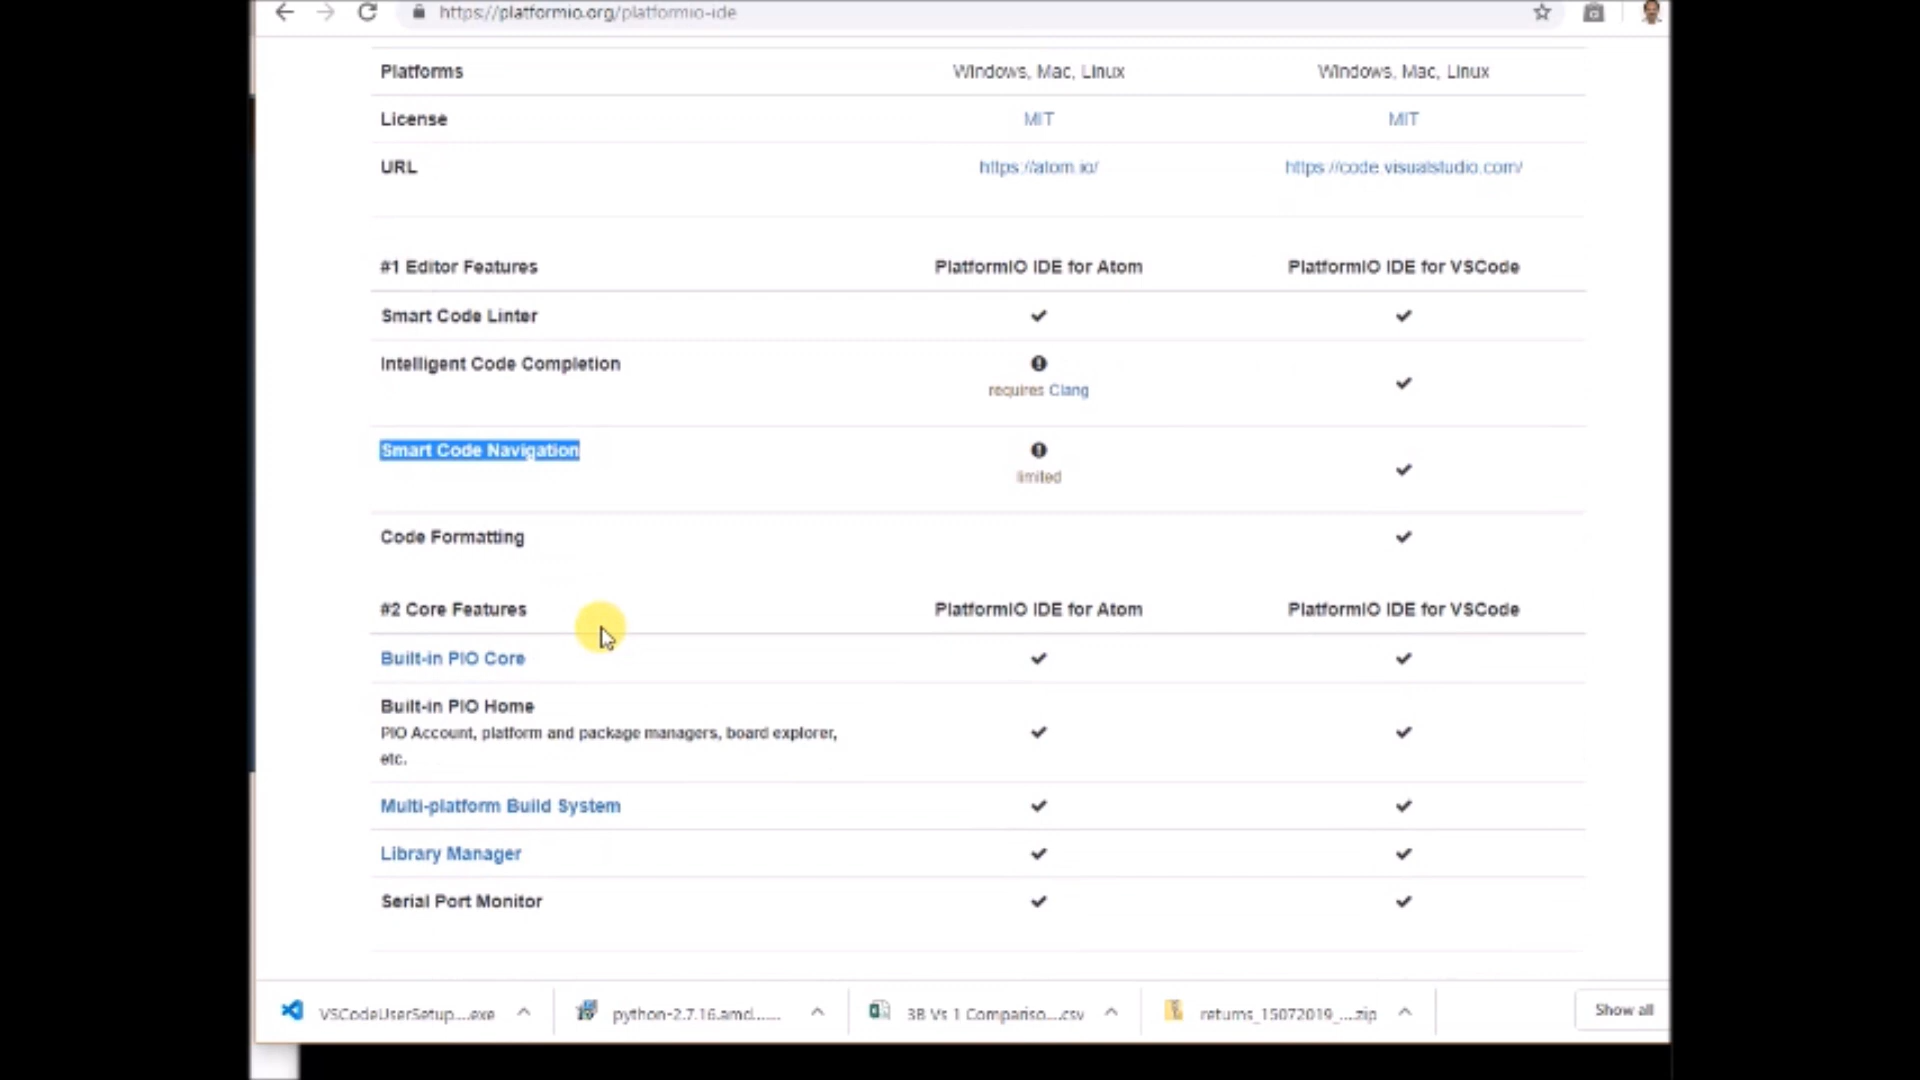 https://platformio.org/platformio-ide
Platforms Windows, Mac, Linux Windows, Mac, Linux
License MIT MIT
URL https://atom.io/ https://code.visualstudio.com/
#1 Editor Features PlatformIO IDE for Atom PlatformIO IDE for VSCode
Smart Code Linter
Intelligent Code Completion
requires Clang
Smart Code Navigation
limited
Code Formatting
#2 Core Features PlatformIO IDE for Atom PlatformIO IDE for VSCode
Built-in PIO Core
Built-in PIO Home
PIO Account, platform and package managers, board explorer,
etc.
Multi-platform Build System
Library Manager
Serial Port Monitor
VSCodeUserSetup....exe python-2.7.16.amd...... 3B Vs 1 Compariso....csv returns_15072019_....zip Show all